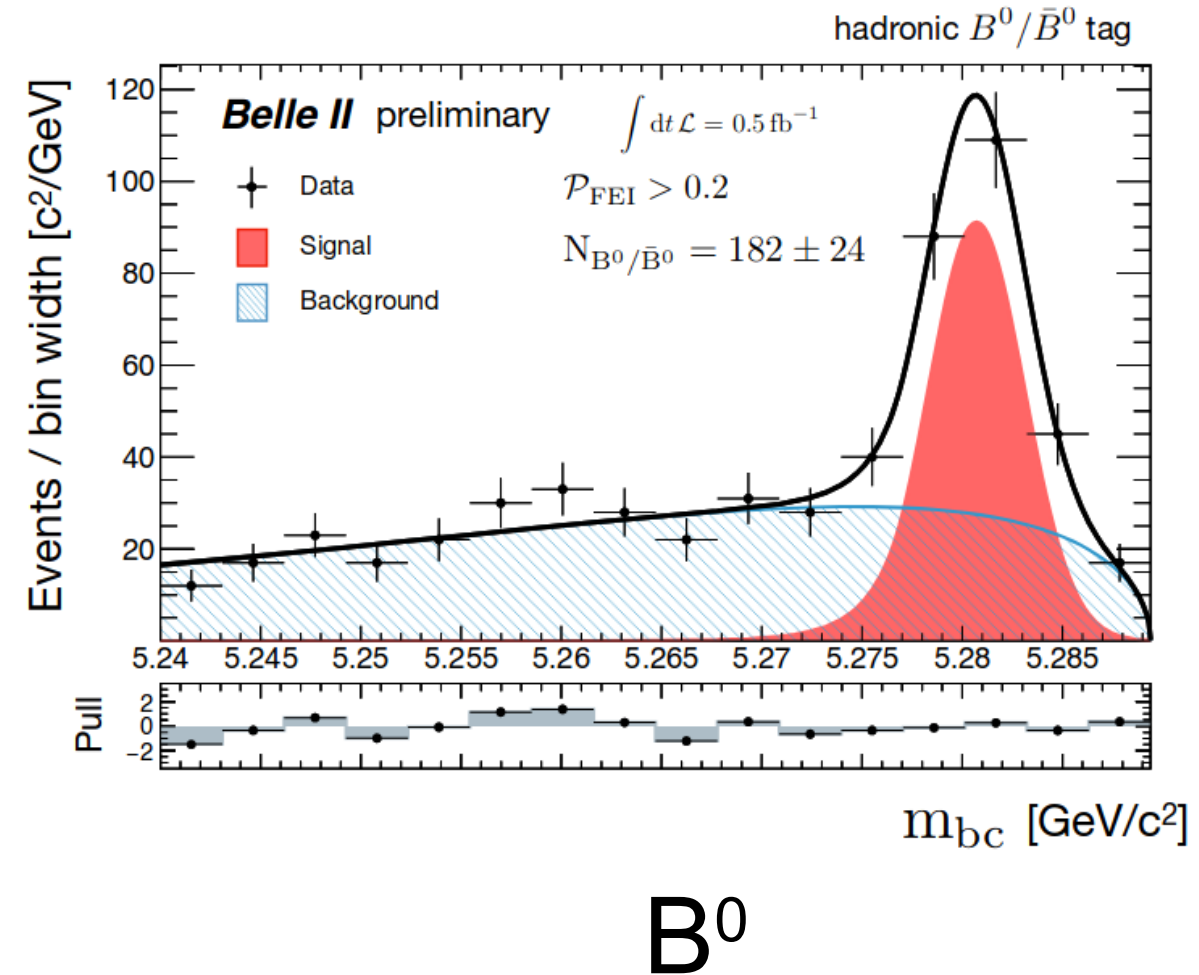 hadronic B⁰/B̄⁰ tag
Events / bin width [c²/GeV]
120
100
80
60
40
20
Belle II preliminary
∫ dt 𝓛 = 0.5 fb⁻¹
Data
Signal
Background
𝒫_FEI > 0.2
N_B⁰/B̄⁰ = 182 ± 24
5.24 5.245 5.25 5.255 5.26 5.265 5.27 5.275 5.28 5.285
Pull
2
0
−2
m_bc [GeV/c²]
B⁰